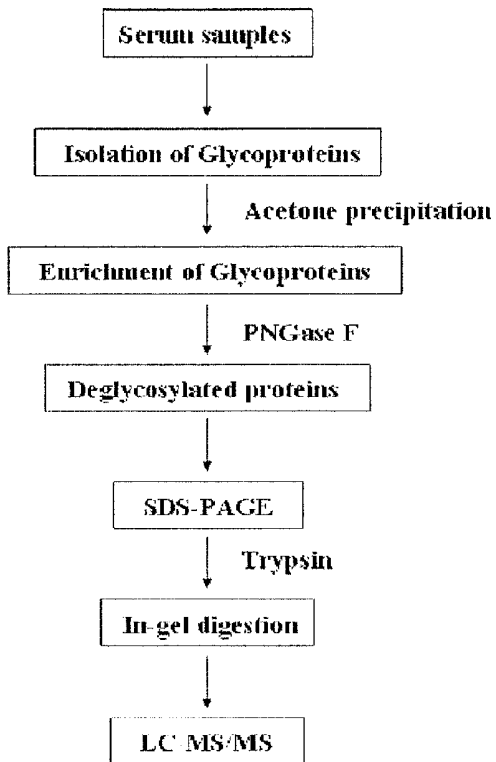 Serum samples
Isolation of Glycoproteins
Acetone precipitation
Enrichment of Glycoproteins
PNGase F
Deglycosylated proteins
SDS-PAGE
Trypsin
In-gel digestion
LC-MS/MS